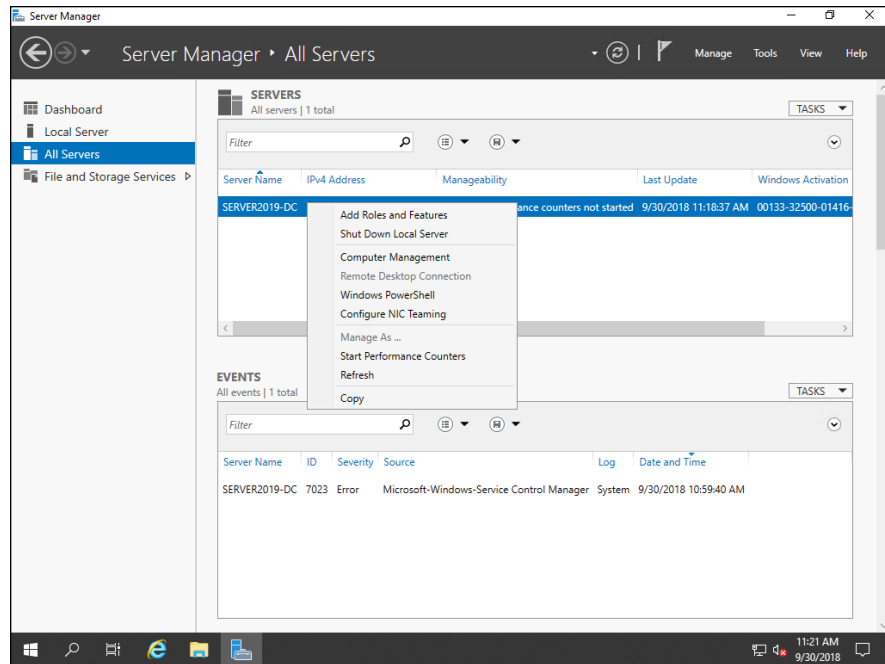 Server Manager
Server Manager • All Servers
Manage Tools View Help
Dashboard
Local Server
All Servers
File and Storage Services
SERVERS
All servers | 1 total
TASKS
Filter
Server Name IPv4 Address Manageability Last Update Windows Activation
SERVER2019-DC ance counters not started 9/30/2018 11:18:37 AM 00133-32500-01416-
Add Roles and Features
Shut Down Local Server
Computer Management
Remote Desktop Connection
Windows PowerShell
Configure NIC Teaming
Manage As ...
Start Performance Counters
Refresh
Copy
EVENTS
All events | 1 total
TASKS
Filter
Server Name ID Severity Source Log Date and Time
SERVER2019-DC 7023 Error Microsoft-Windows-Service Control Manager System 9/30/2018 10:59:40 AM
11:21 AM
9/30/2018